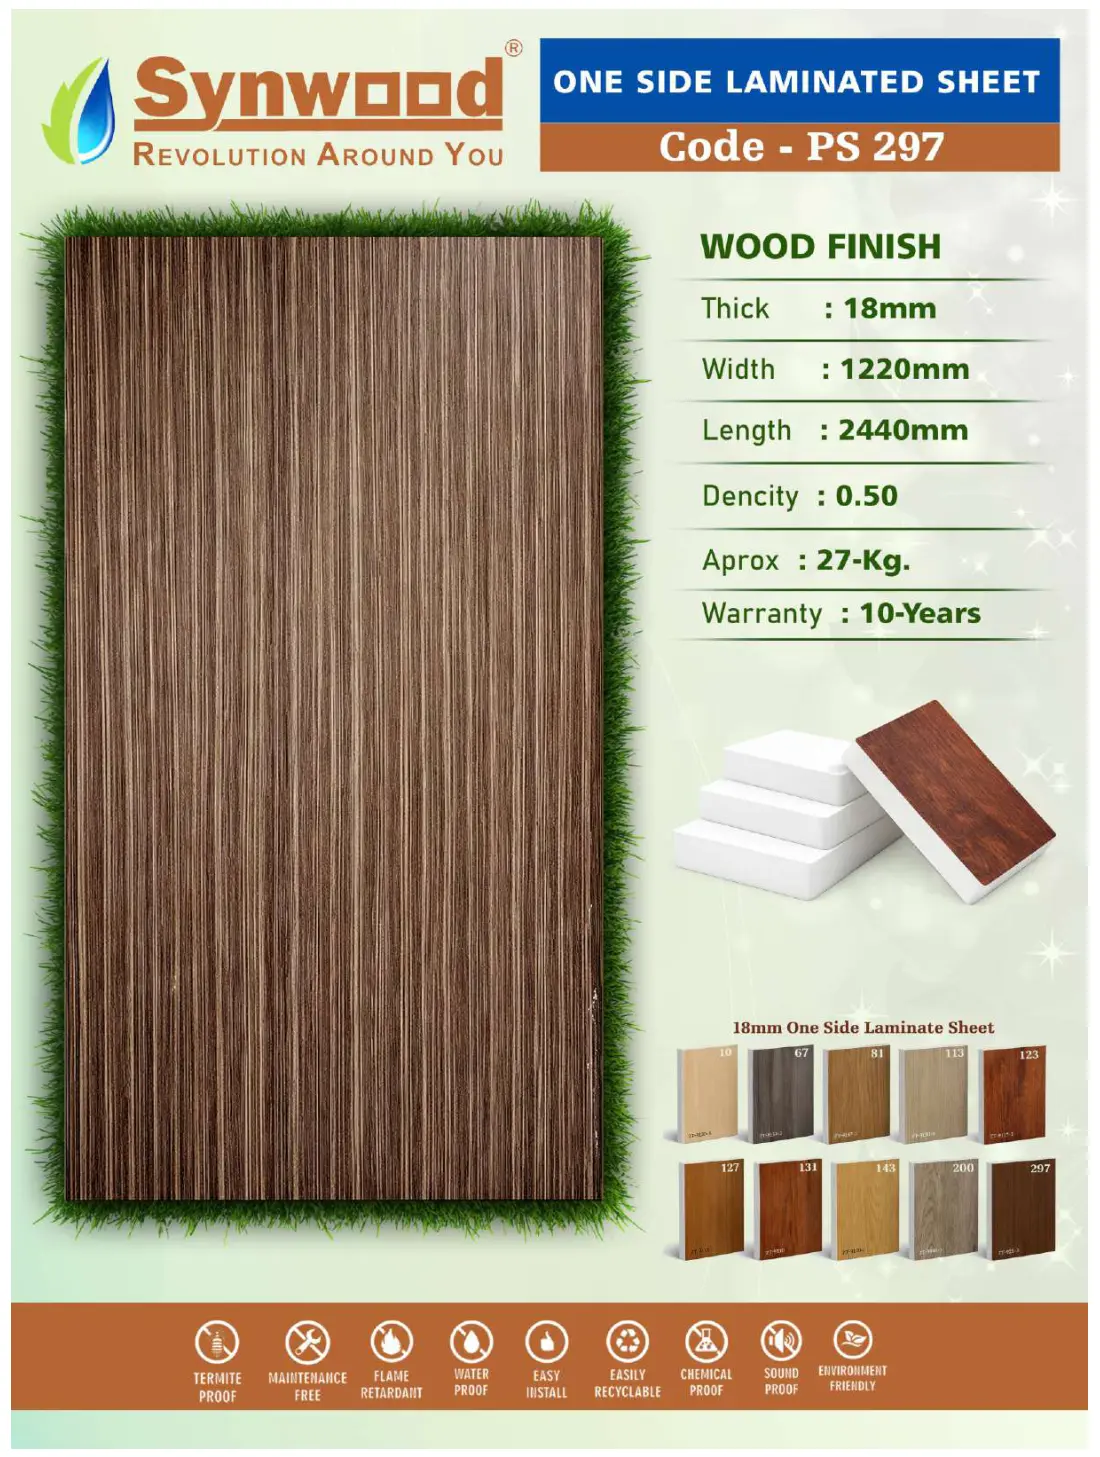 Synwood®
REVOLUTION AROUND YOU
ONE SIDE LAMINATED SHEET
Code - PS 297
WOOD FINISH
Thick : 18mm
Width : 1220mm
Length : 2440mm
Dencity : 0.50
Aprox : 27-Kg.
Warranty : 10-Years
18mm One Side Laminate Sheet
10 67 81 113 123
127 131 143 200 297
TERMITE PROOF
MAINTENANCE FREE
FLAME RETARDANT
WATER PROOF
EASY INSTALL
EASILY RECYCLABLE
CHEMICAL PROOF
SOUND PROOF
ENVIRONMENT FRIENDLY